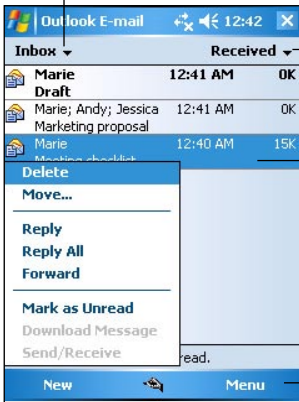 Outlook E-mail 12:42
Inbox Received
Marie 12:41 AM 0K
Draft
Marie; Andy; Jessica 12:41 AM 0K
Marketing proposal
Marie 12:40 AM 15K
Meeting checklist
Delete
Move...
Reply
Reply All
Forward
Mark as Unread
Download Message
Send/Receive
read.
New Menu